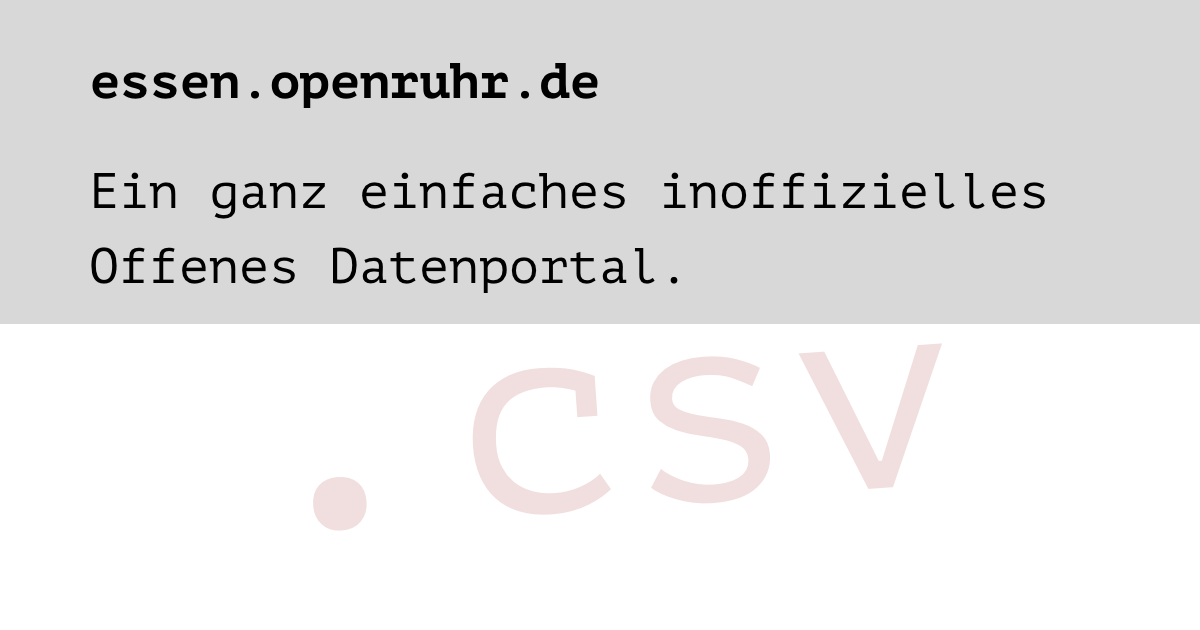 essen.openruhr.de
Ein ganz einfaches inoffizielles
Offenes Datenportal.
.csv